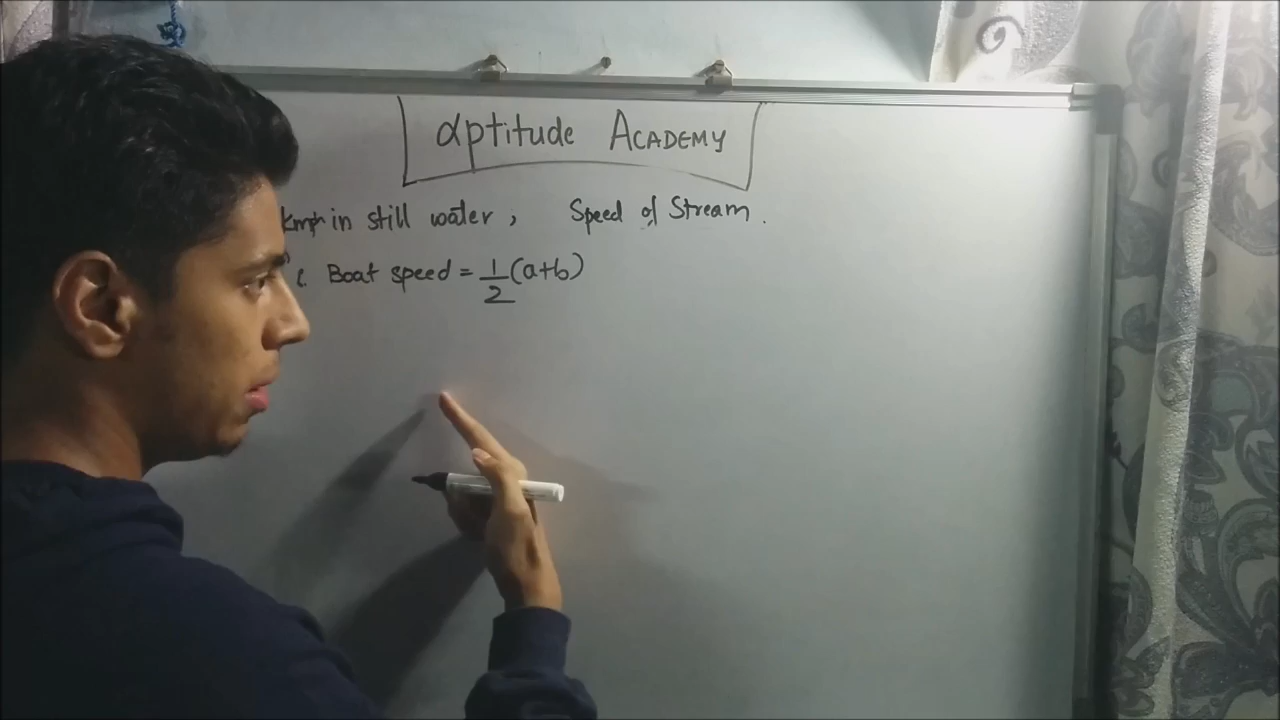 αptitude ACADEMY
kmph in still water, Speed of Stream.
Boat speed = 1/2 (a+b)